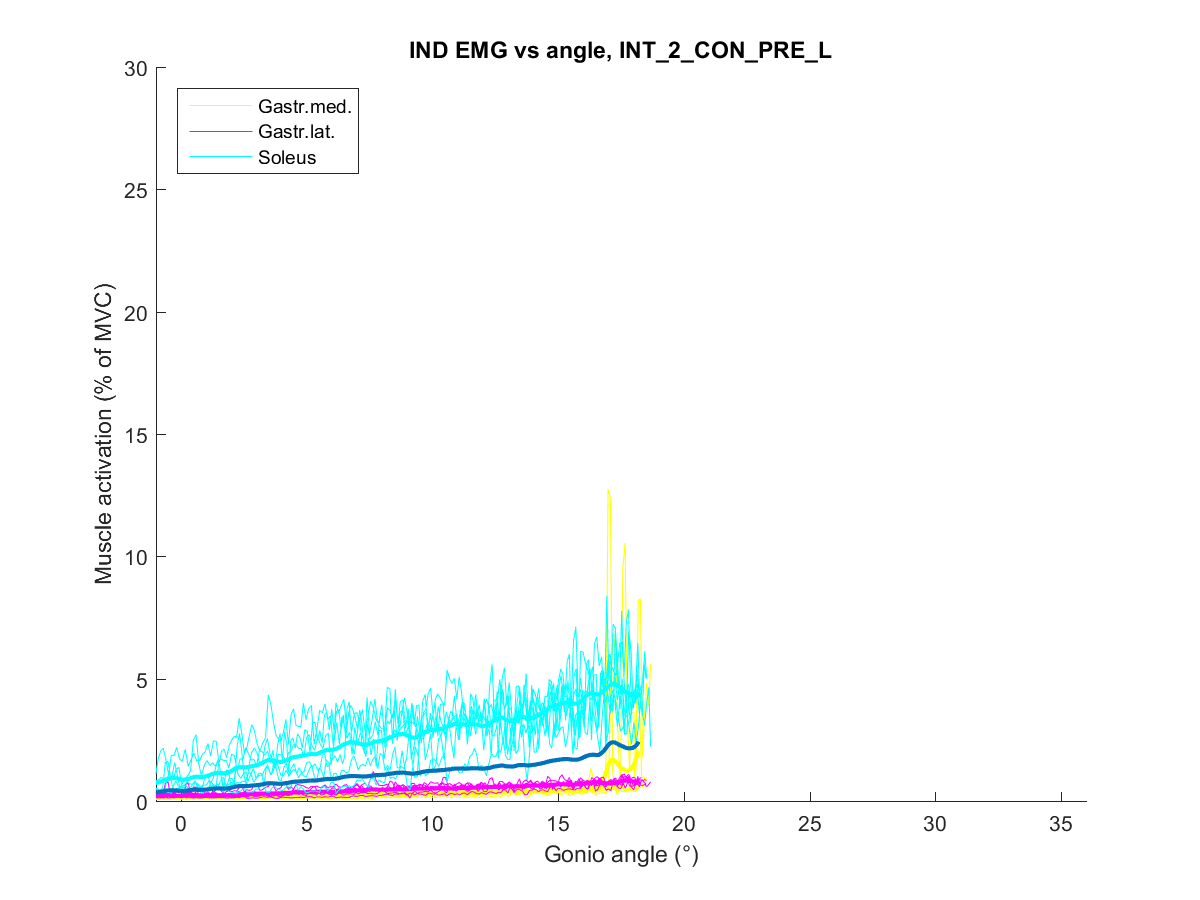 IND EMG vs angle, INT_2_CON_PRE_L
30
25
20
15
10
5
0
Gastr.med.
Gastr.lat.
Soleus
Muscle activation (% of MVC)
0 5 10 15 20 25 30 35
Gonio angle (°)